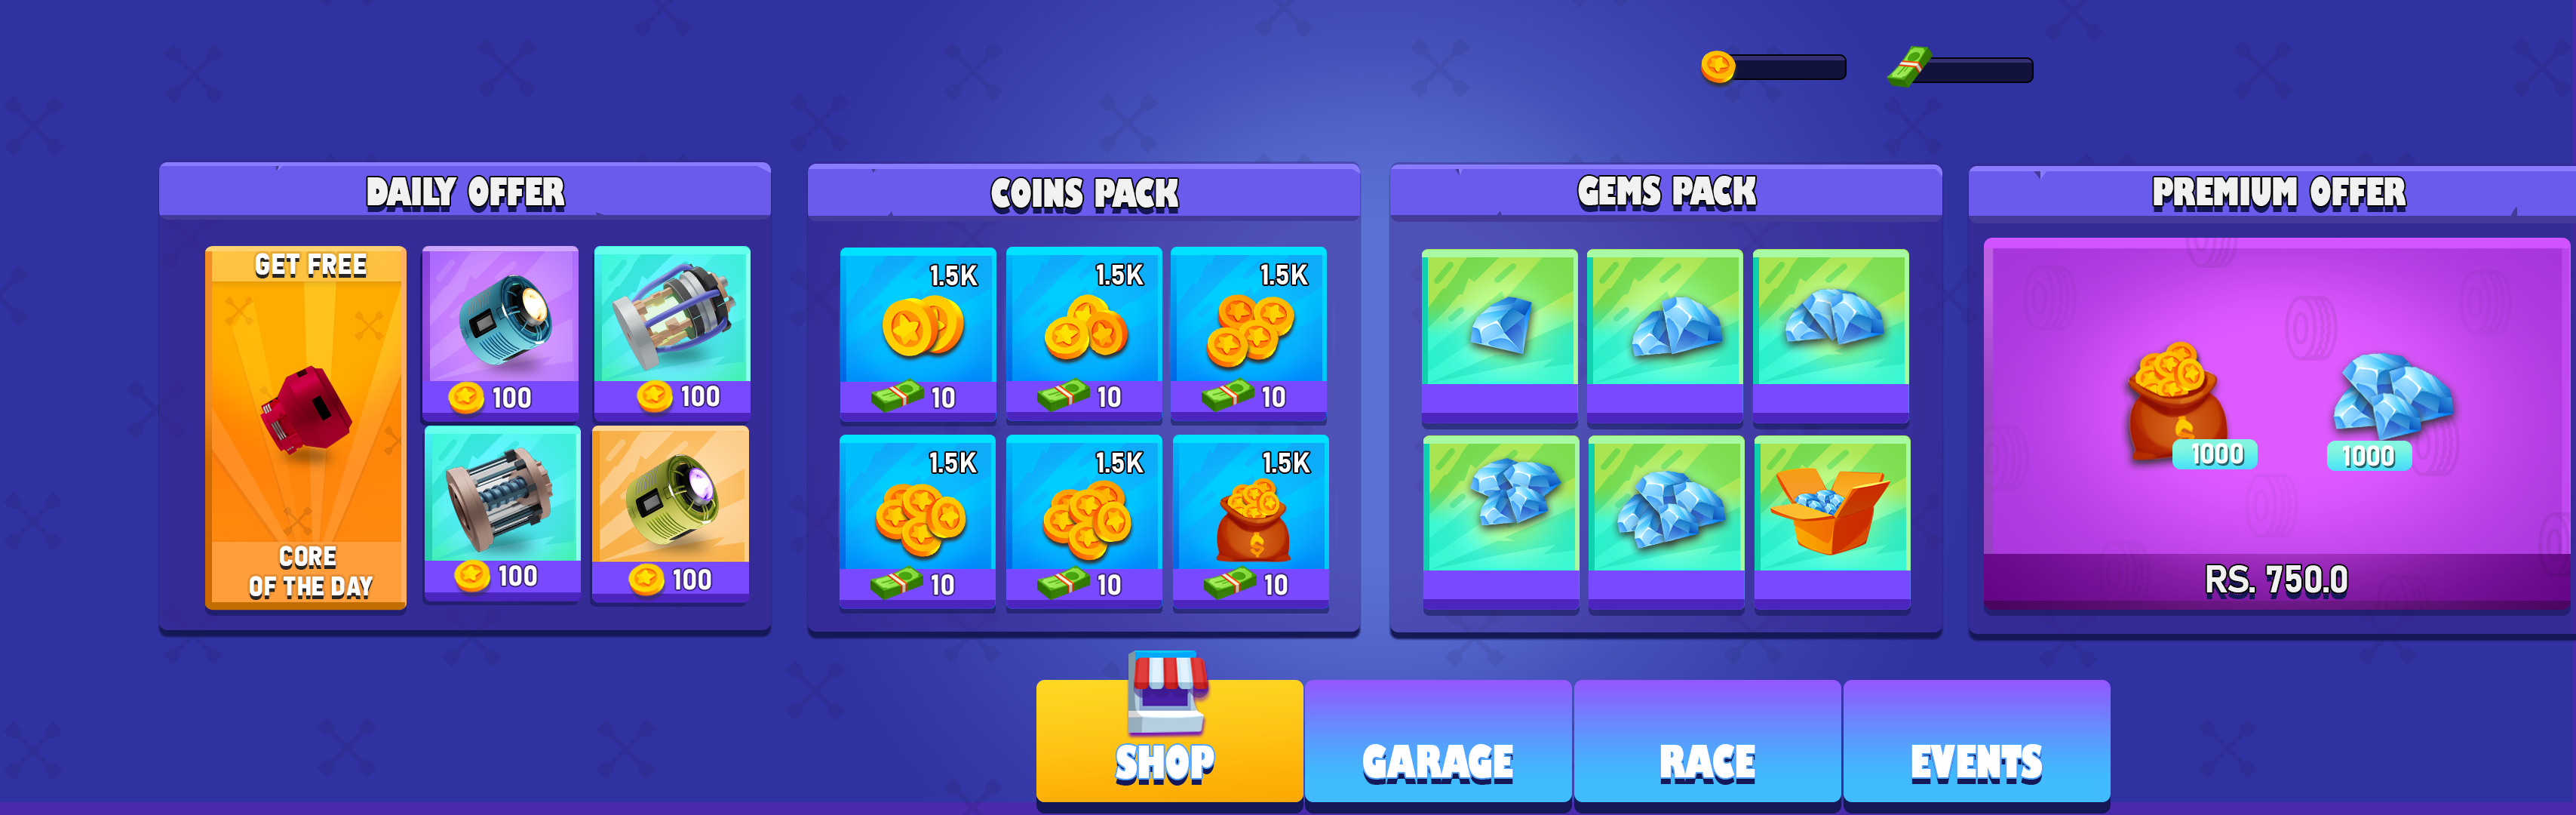 DAILY OFFER
GET FREE
CORE
OF THE DAY
100
100
100
100
COINS PACK
1.5K
1.5K
1.5K
10
10
10
1.5K
1.5K
1.5K
10
10
10
GEMS PACK
PREMIUM OFFER
1000
1000
RS. 750.0
SHOP
GARAGE
RACE
EVENTS